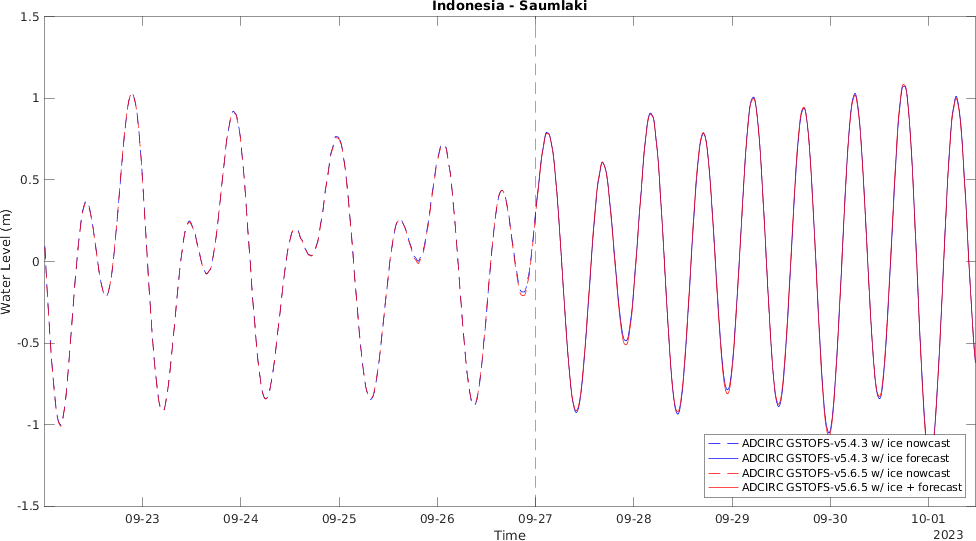 Indonesia - Saumlaki
1.5
1
0.5
0
-0.5
-1
-1.5
Water Level (m)
09-23 09-24 09-25 09-26 09-27 09-28 09-29 09-30 10-01
Time
2023
ADCIRC GSTOFS-v5.4.3 w/ ice nowcast
ADCIRC GSTOFS-v5.4.3 w/ ice forecast
ADCIRC GSTOFS-v5.6.5 w/ ice nowcast
ADCIRC GSTOFS-v5.6.5 w/ ice + forecast